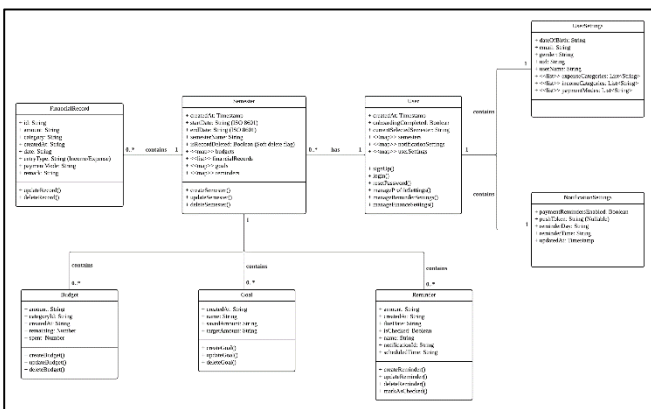 UserSettings
+ dateOfBirth: String
+ email: String
+ gender: String
+ uid: String
+ userName: String
+ <<list>> expenseCategories: List<String>
+ <<list>> incomeCategories: List<String>
+ <<list>> paymentModes: List<String>
FinancialRecord
+ id: String
+ amount: String
+ category: String
+ createdAt: String
+ date: String
+ entryType: String (Income/Expense)
+ paymentMode: String
+ remark: String
+ updateRecord()
+ deleteRecord()
0..* contains 1
Semester
+ createdAt: Timestamp
+ startDate: String (ISO 8601)
+ endDate: String (ISO 8601)
+ semesterName: String
+ isRecordDeleted: Boolean (Soft delete flag)
+ <<map>> budgets
+ <<list>> financialRecords
+ <<map>> goals
+ <<map>> reminders
+ createSemester()
+ updateSemester()
+ deleteSemester()
0..* has 1
User
+ createdAt: Timestamp
+ onboardingCompleted: Boolean
+ currentSelectedSemester: String
+ <<map>> semesters
+ <<map>> notificationSettings
+ <<map>> userSettings
+ signUp()
+ login()
+ resetPassword()
+ manageProfileSettings()
+ manageReminderSettings()
+ manageFinanceSettings()
1
contains
1
1
contains
1
NotificationSettings
+ paymentRemindersEnabled: Boolean
+ pushToken: String (Nullable)
+ reminderDay: String
+ reminderTime: String
+ updatedAt: Timestamp
1
contains
contains
contains
0..*
0..*
0..*
Budget
+ amount: String
+ categoryId: String
+ createdAt: String
+ remaining: Number
+ spent: Number
+ createBudget()
+ updateBudget()
+ deleteBudget()
Goal
+ createdAt: String
+ name: String
+ savedAmount: String
+ targetAmount: String
+ createGoal()
+ updateGoal()
+ deleteGoal()
Reminder
+ amount: String
+ createdAt: String
+ dueDate: String
+ isChecked: Boolean
+ name: String
+ notificationId: String
+ scheduledTime: String
+ createReminder()
+ updateReminder()
+ deleteReminder()
+ markAsChecked()